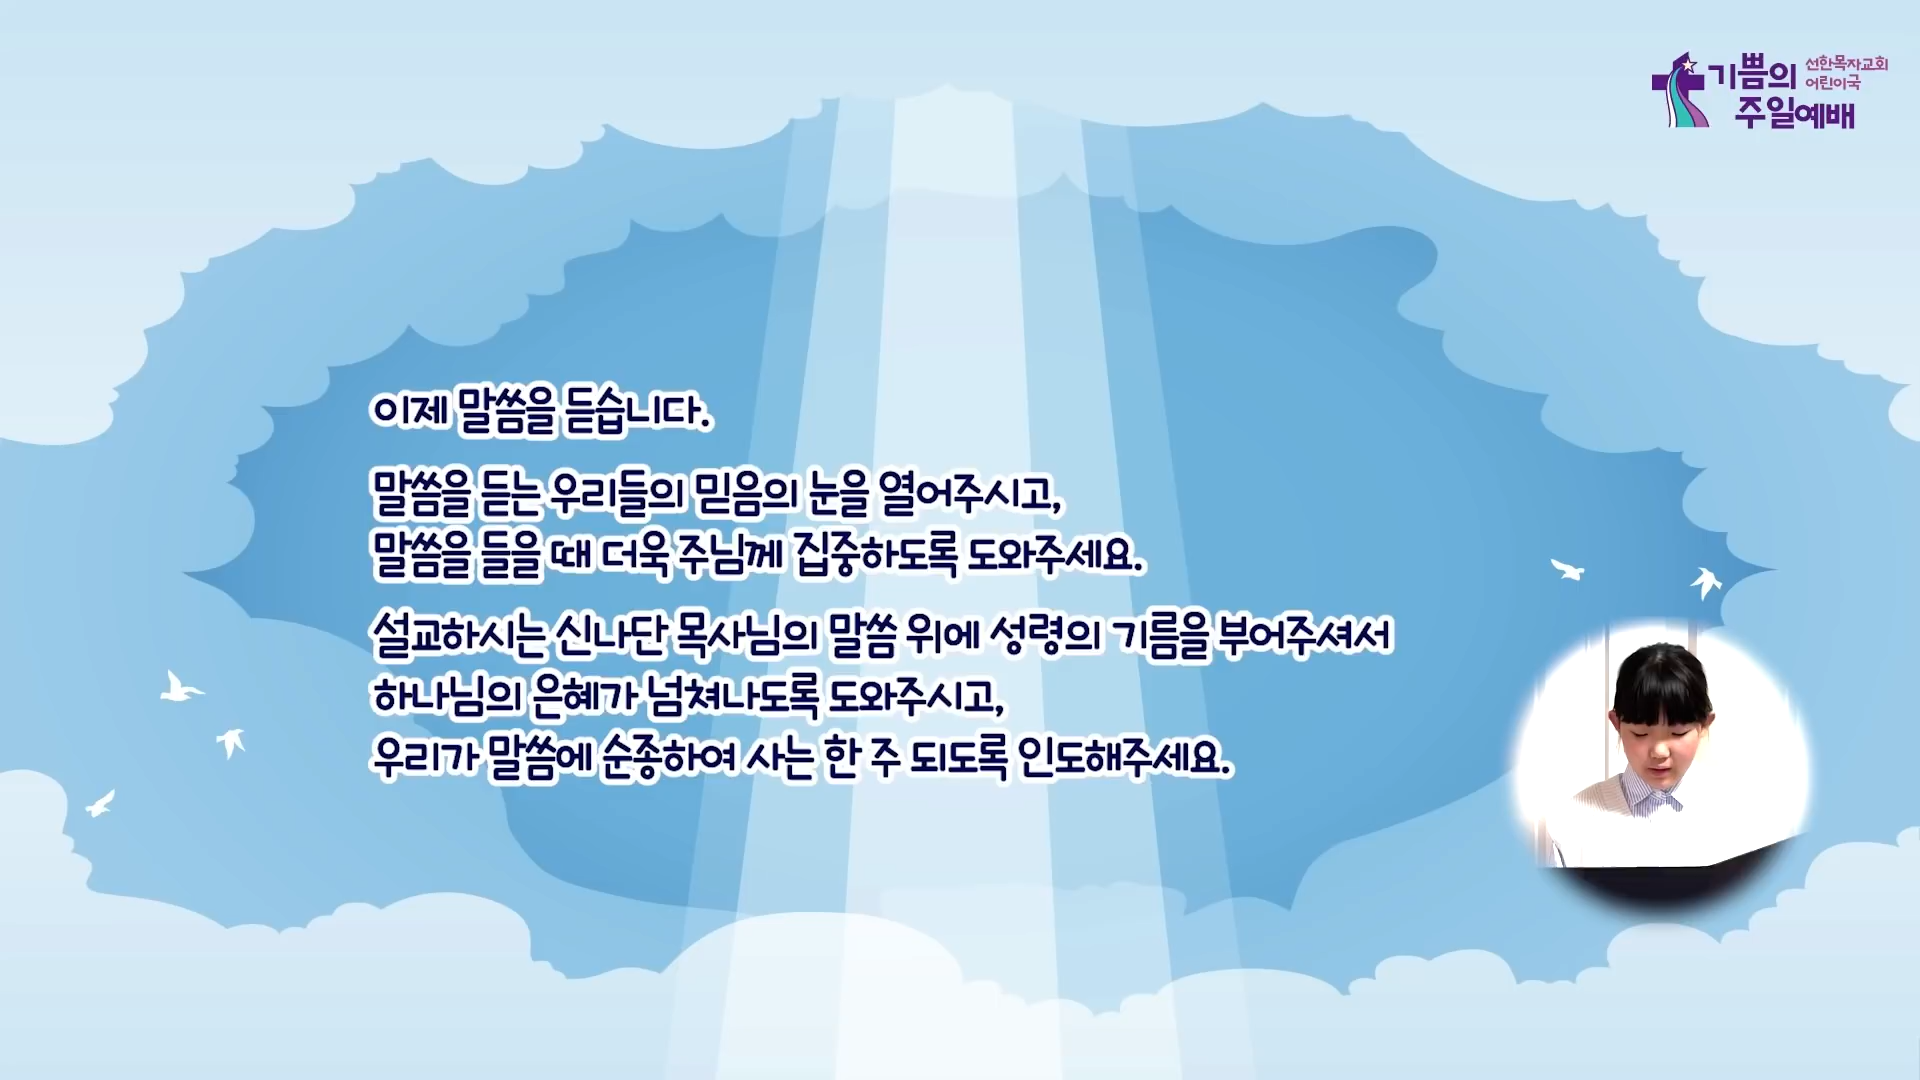 기쁨의 선한목자교회
어린이국
주일예배
이제 말씀을 듣습니다.
말씀을 듣는 우리들의 믿음의 눈을 열어주시고,
말씀을 들을 때 더욱 주님께 집중하도록 도와주세요.
설교하시는 신나단 목사님의 말씀 위에 성령의 기름을 부어주셔서
하나님의 은혜가 넘쳐나도록 도와주시고,
우리가 말씀에 순종하여 사는 한 주 되도록 인도해주세요.